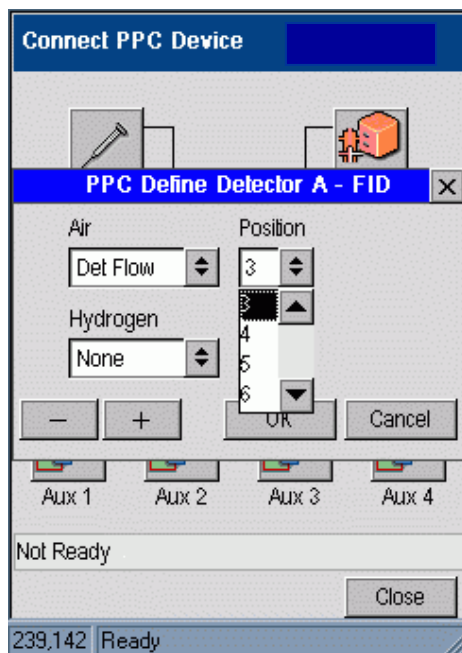 Connect PPC Device
PPC Define Detector A - FID
Air
Position
Det Flow
3
3
4
5
6
Hydrogen
None
−
+
OK
Cancel
Aux 1
Aux 2
Aux 3
Aux 4
Not Ready
Close
239,142
Ready